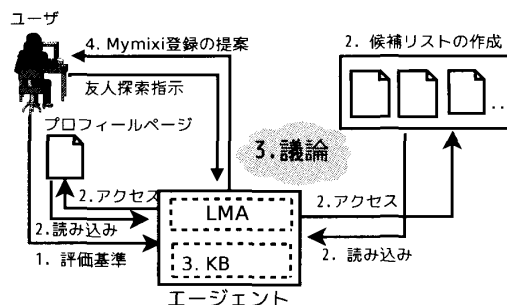 ユーザ
4. Mymixi登録の提案
2. 候補リストの作成
友人探索指示
プロフィールページ
3.議論
...
2.アクセス
2.アクセス
LMA
2.読み込み
2. 読み込み
1. 評価基準
3. KB
エージェント